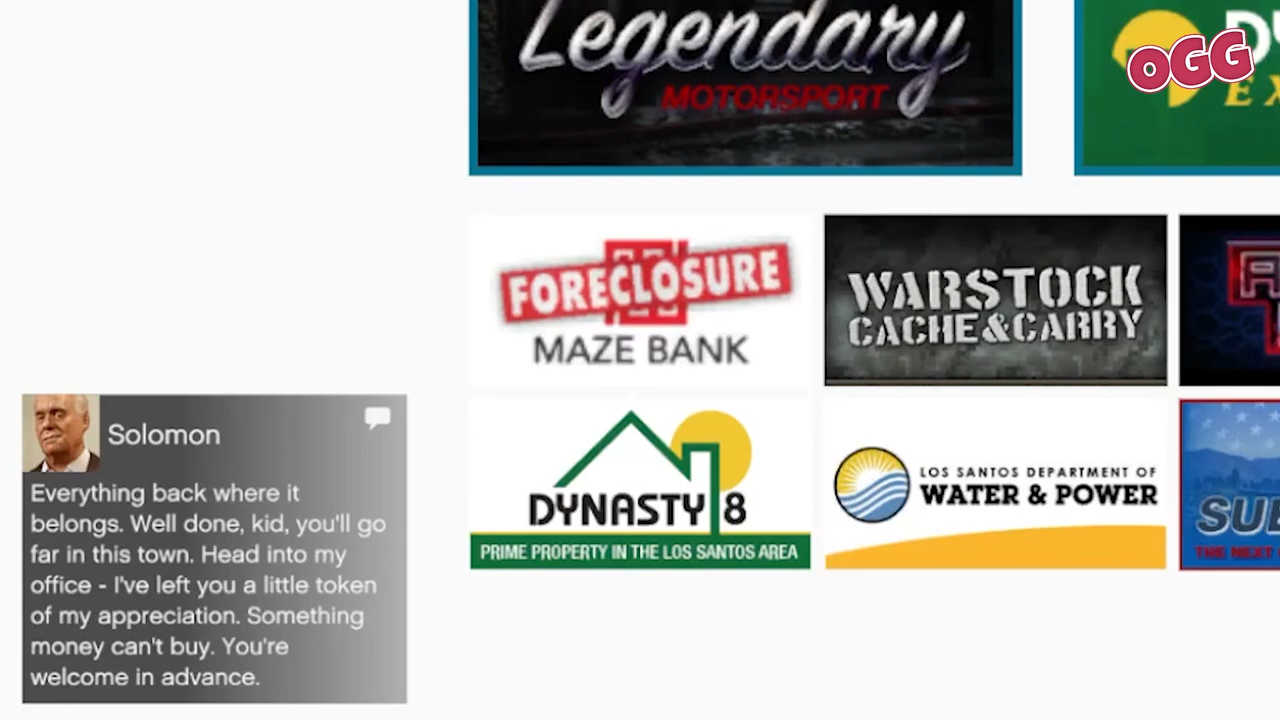 Legendary
MOTORSPORT
OGG
FORECLOSURE
MAZE BANK
WARSTOCK
CACHE & CARRY
DYNASTY 8
PRIME PROPERTY IN THE LOS SANTOS AREA
LOS SANTOS DEPARTMENT OF
WATER & POWER
THE NEXT
Solomon
Everything back where it
belongs. Well done, kid, you'll go
far in this town. Head into my
office - I've left you a little token
of my appreciation. Something
money can't buy. You're
welcome in advance.